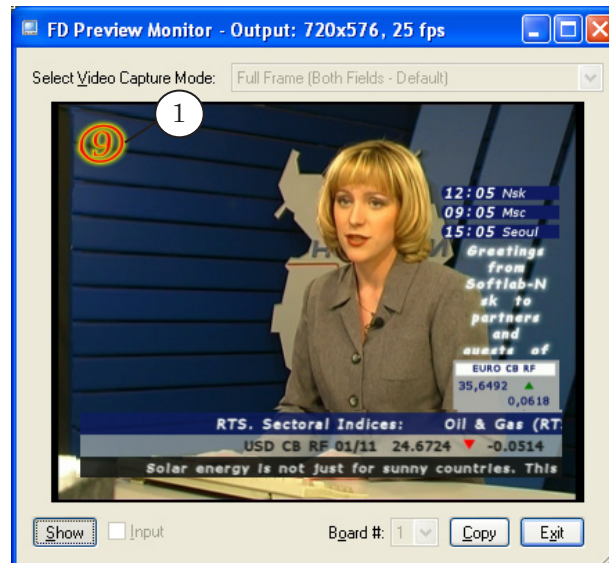 FD Preview Monitor - Output: 720x576, 25 fps
Select Video Capture Mode: Full Frame (Both Fields - Default)
1
9
12:05 Nsk
09:05 Msc
15:05 Seoul
Greetings
from
Softlab-N
sk to
partners
and
guests of
EURO CB RF
35,6492 ▲
0,0618
RTS. Sectoral Indices: Oil & Gas (RT
USD CB RF 01/11 24.6724 ▼ -0.0514
Solar energy is not just for sunny countries. This
Show Input Board #: 1 Copy Exit